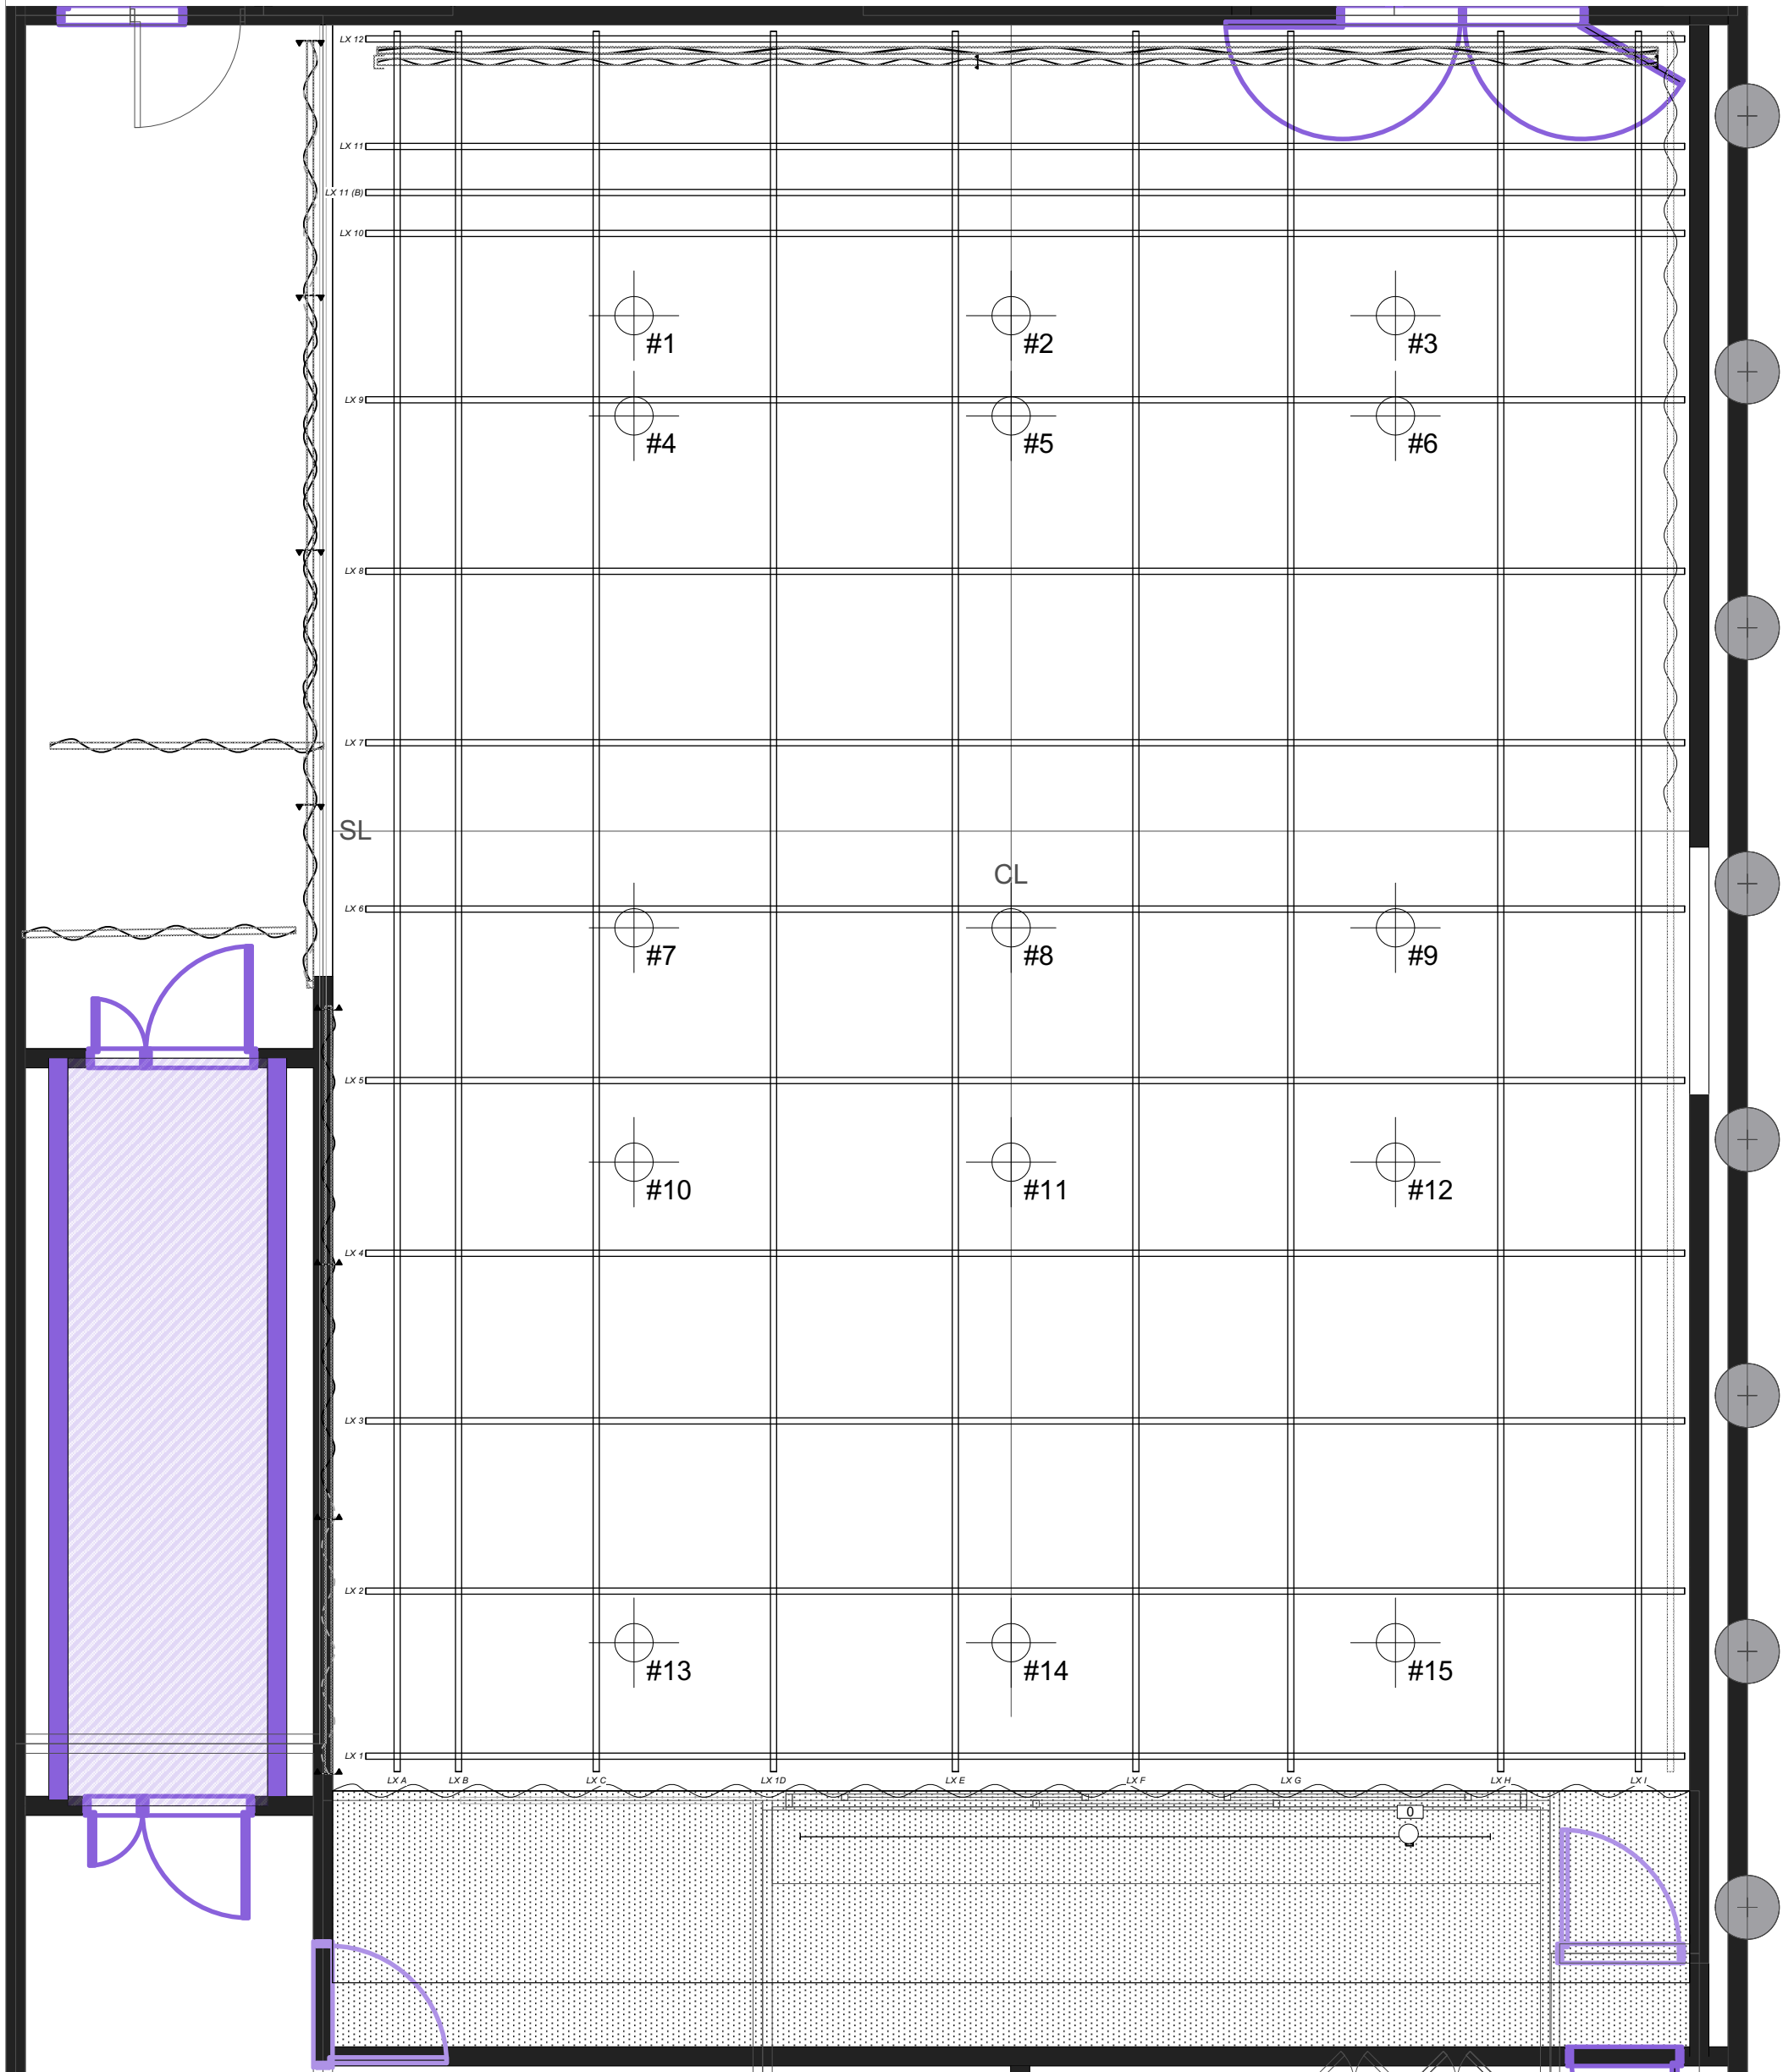 LX 12
LX 11
LX 11 (B)
LX 10
#1 #2 #3
LX 9
#4 #5 #6
LX 8
LX 7
SL
CL
LX 6
#7 #8 #9
LX 5
#10 #11 #12
LX 4
LX 3
LX 2
#13 #14 #15
LX 1
LX A LX B LX C LX 1D LX E LX F LX G LX H LX I
0